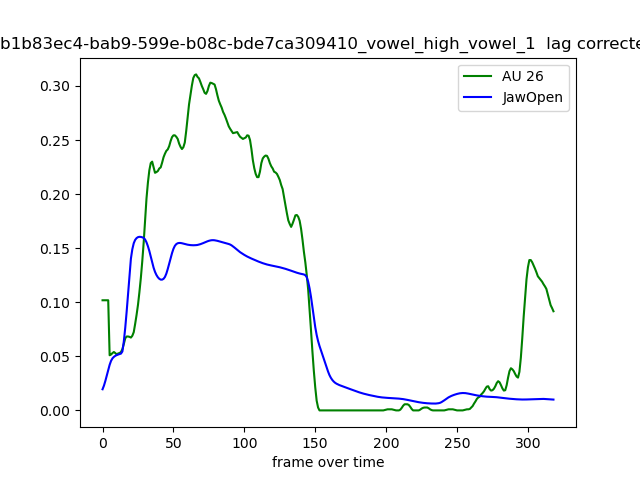 b1b83ec4-bab9-599e-b08c-bde7ca309410_vowel_high_vowel_1 lag correcte
AU 26
JawOpen
0.30
0.25
0.20
0.15
0.10
0.05
0.00
0 50 100 150 200 250 300
frame over time